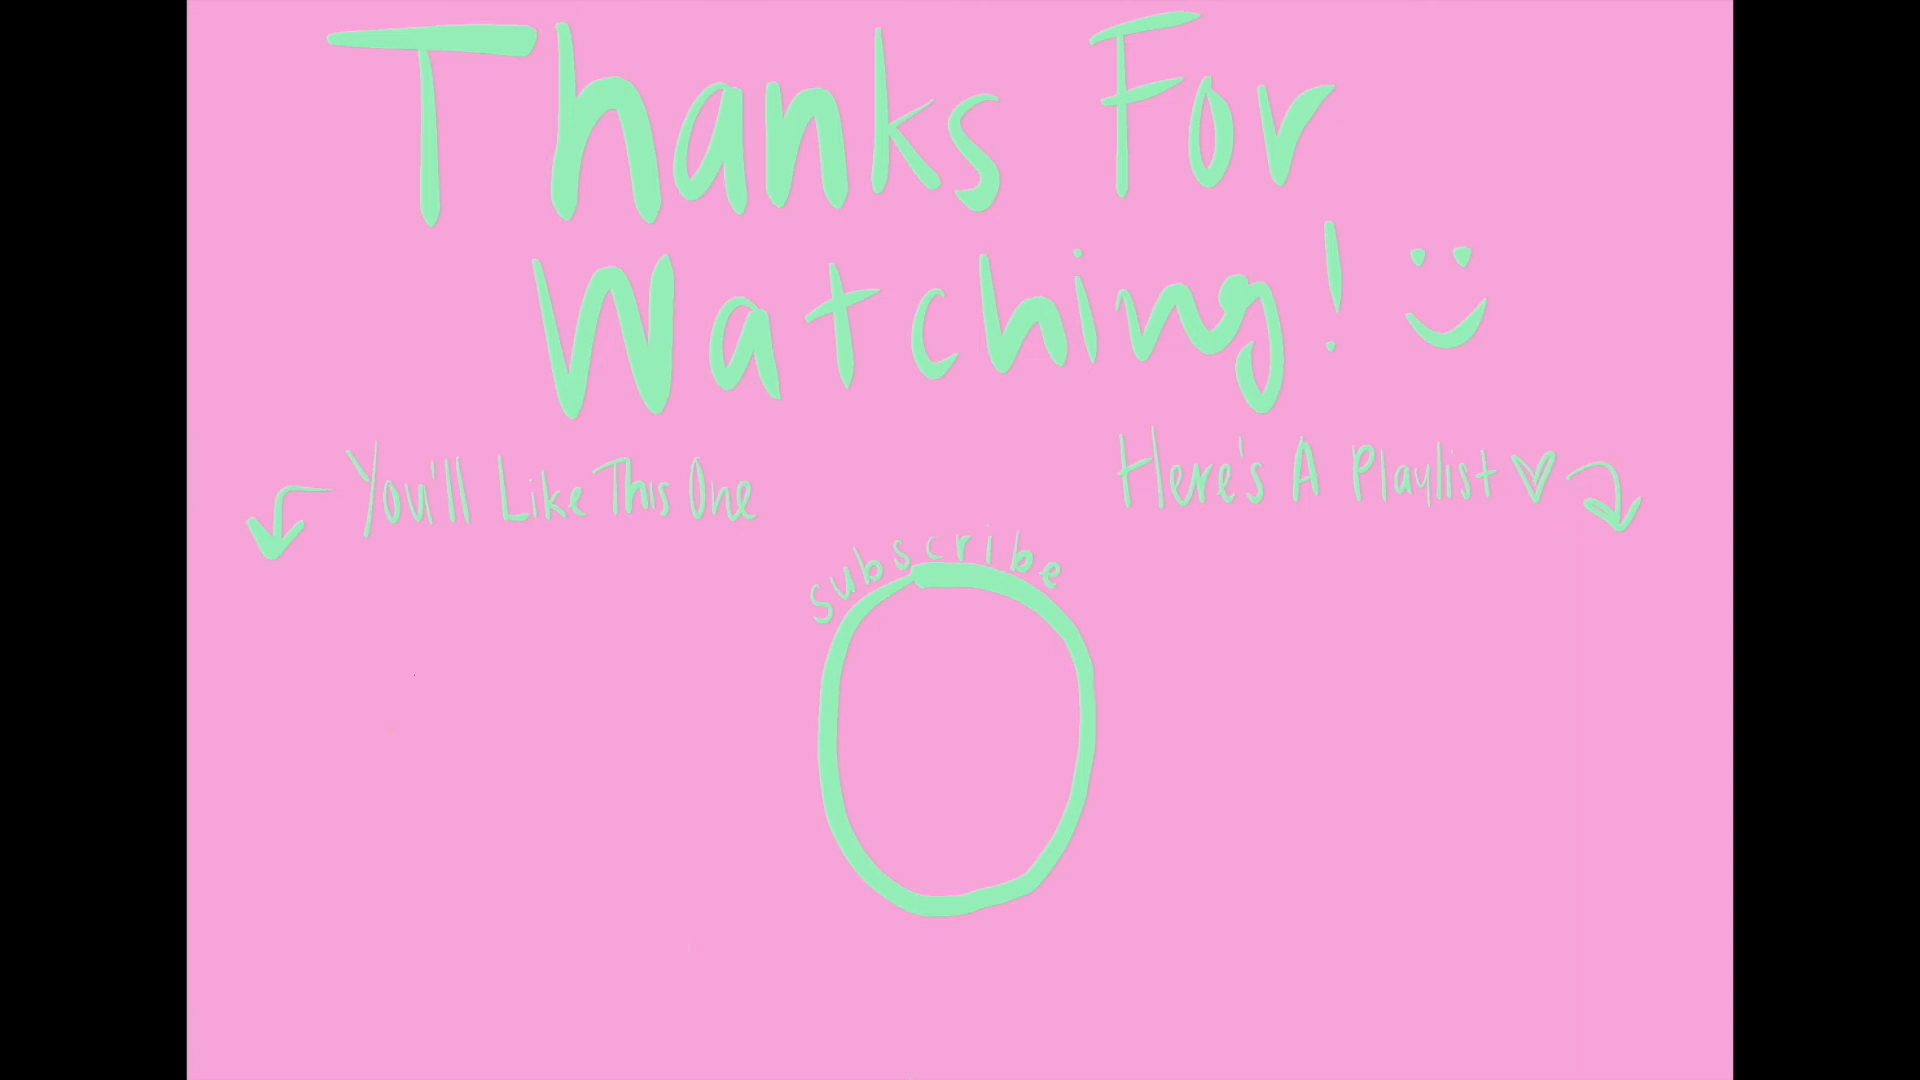 Thanks For
Watching!
You'll Like This One
Here's A Playlist
subscribe